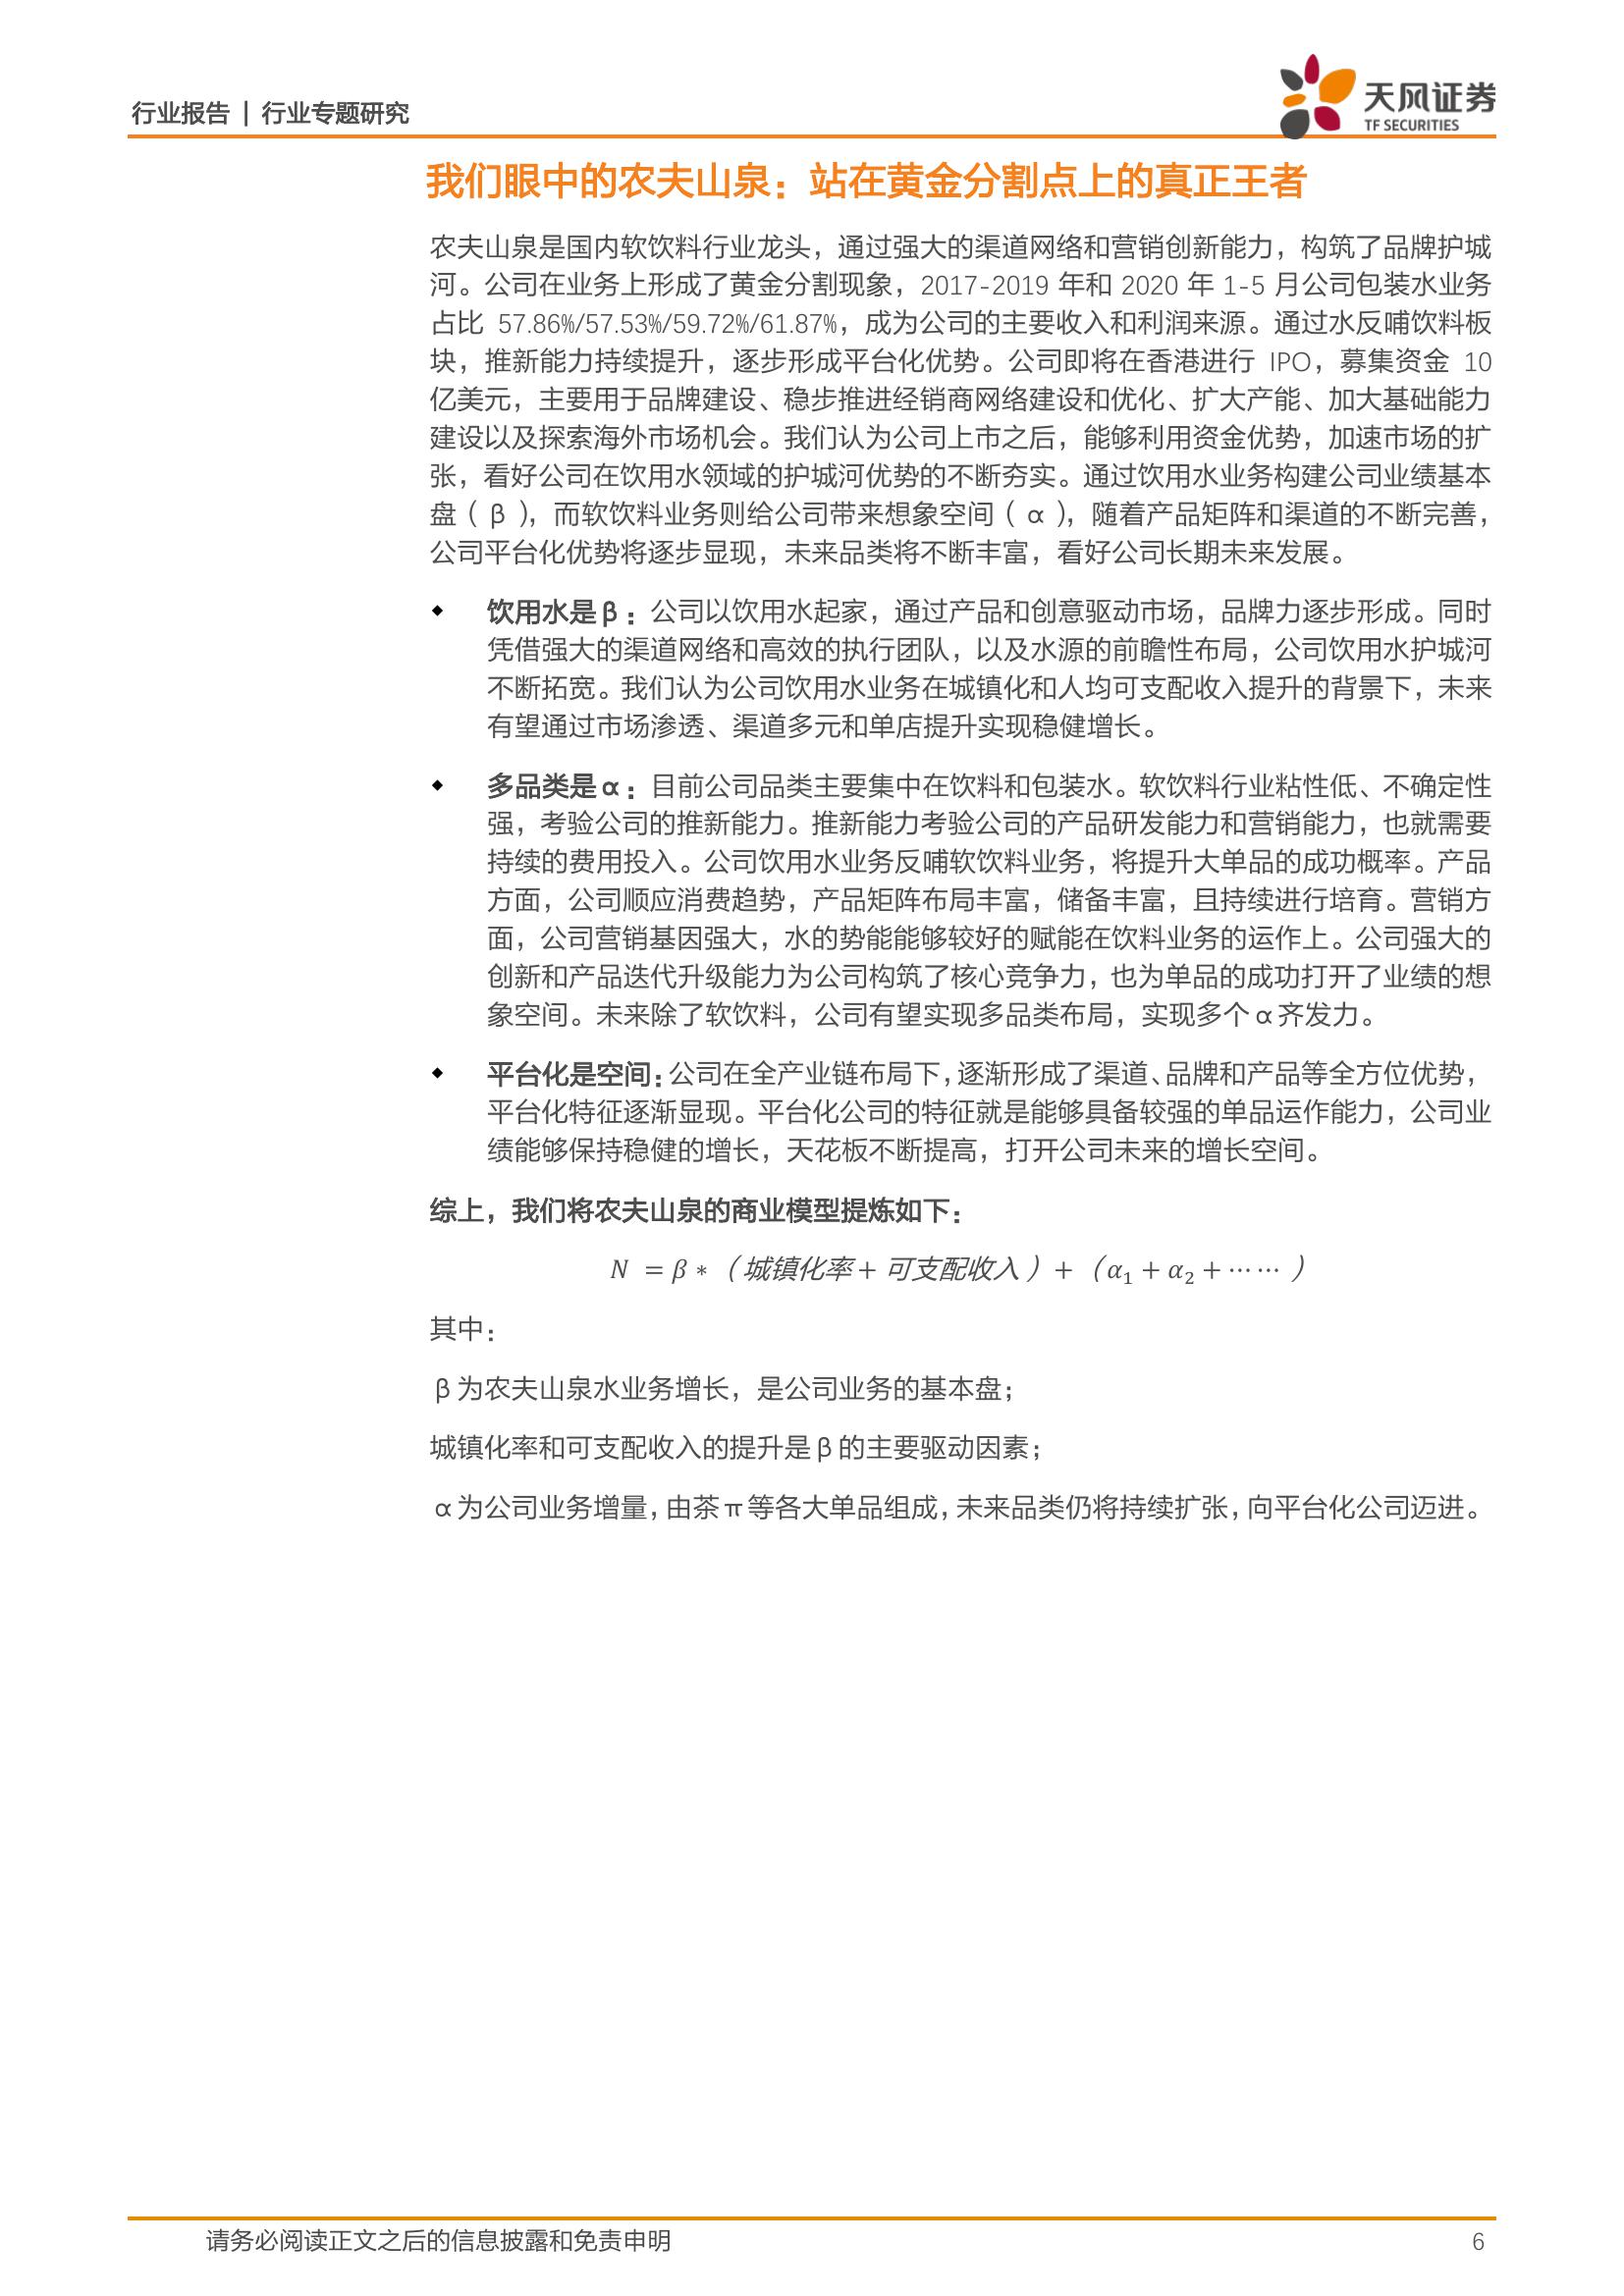 行业报告 | 行业专题研究
天风证券
TF SECURITIES
我们眼中的农夫山泉：站在黄金分割点上的真正王者
农夫山泉是国内软饮料行业龙头，通过强大的渠道网络和营销创新能力，构筑了品牌护城
河。公司在业务上形成了黄金分割现象，2017-2019 年和 2020 年 1-5 月公司包装水业务
占比 57.86%/57.53%/59.72%/61.87%，成为公司的主要收入和利润来源。通过水反哺饮料板
块，推新能力持续提升，逐步形成平台化优势。公司即将在香港进行 IPO，募集资金 10
亿美元，主要用于品牌建设、稳步推进经销商网络建设和优化、扩大产能、加大基础能力
建设以及探索海外市场机会。我们认为公司上市之后，能够利用资金优势，加速市场的扩
张，看好公司在饮用水领域的护城河优势的不断夯实。通过饮用水业务构建公司业绩基本
盘（β），而软饮料业务则给公司带来想象空间（α），随着产品矩阵和渠道的不断完善，
公司平台化优势将逐步显现，未来品类将不断丰富，看好公司长期未来发展。
◆ 饮用水是β：公司以饮用水起家，通过产品和创意驱动市场，品牌力逐步形成。同时
凭借强大的渠道网络和高效的执行团队，以及水源的前瞻性布局，公司饮用水护城河
不断拓宽。我们认为公司饮用水业务在城镇化和人均可支配收入提升的背景下，未来
有望通过市场渗透、渠道多元和单店提升实现稳健增长。
◆ 多品类是α：目前公司品类主要集中在饮料和包装水。软饮料行业粘性低、不确定性
强，考验公司的推新能力。推新能力考验公司的产品研发能力和营销能力，也就需要
持续的费用投入。公司饮用水业务反哺软饮料业务，将提升大单品的成功概率。产品
方面，公司顺应消费趋势，产品矩阵布局丰富，储备丰富，且持续进行培育。营销方
面，公司营销基因强大，水的势能能够较好的赋能在饮料业务的运作上。公司强大的
创新和产品迭代升级能力为公司构筑了核心竞争力，也为单品的成功打开了业绩的想
象空间。未来除了软饮料，公司有望实现多品类布局，实现多个α齐发力。
◆ 平台化是空间：公司在全产业链布局下，逐渐形成了渠道、品牌和产品等全方位优势，
平台化特征逐渐显现。平台化公司的特征就是能够具备较强的单品运作能力，公司业
绩能够保持稳健的增长，天花板不断提高，打开公司未来的增长空间。
综上，我们将农夫山泉的商业模型提炼如下：
N = β *（城镇化率 + 可支配收入）+（α₁ + α₂ + ⋯⋯ ）
其中：
β为农夫山泉水业务增长，是公司业务的基本盘；
城镇化率和可支配收入的提升是β的主要驱动因素；
α为公司业务增量，由茶π等各大单品组成，未来品类仍将持续扩张，向平台化公司迈进。
请务必阅读正文之后的信息披露和免责申明 6